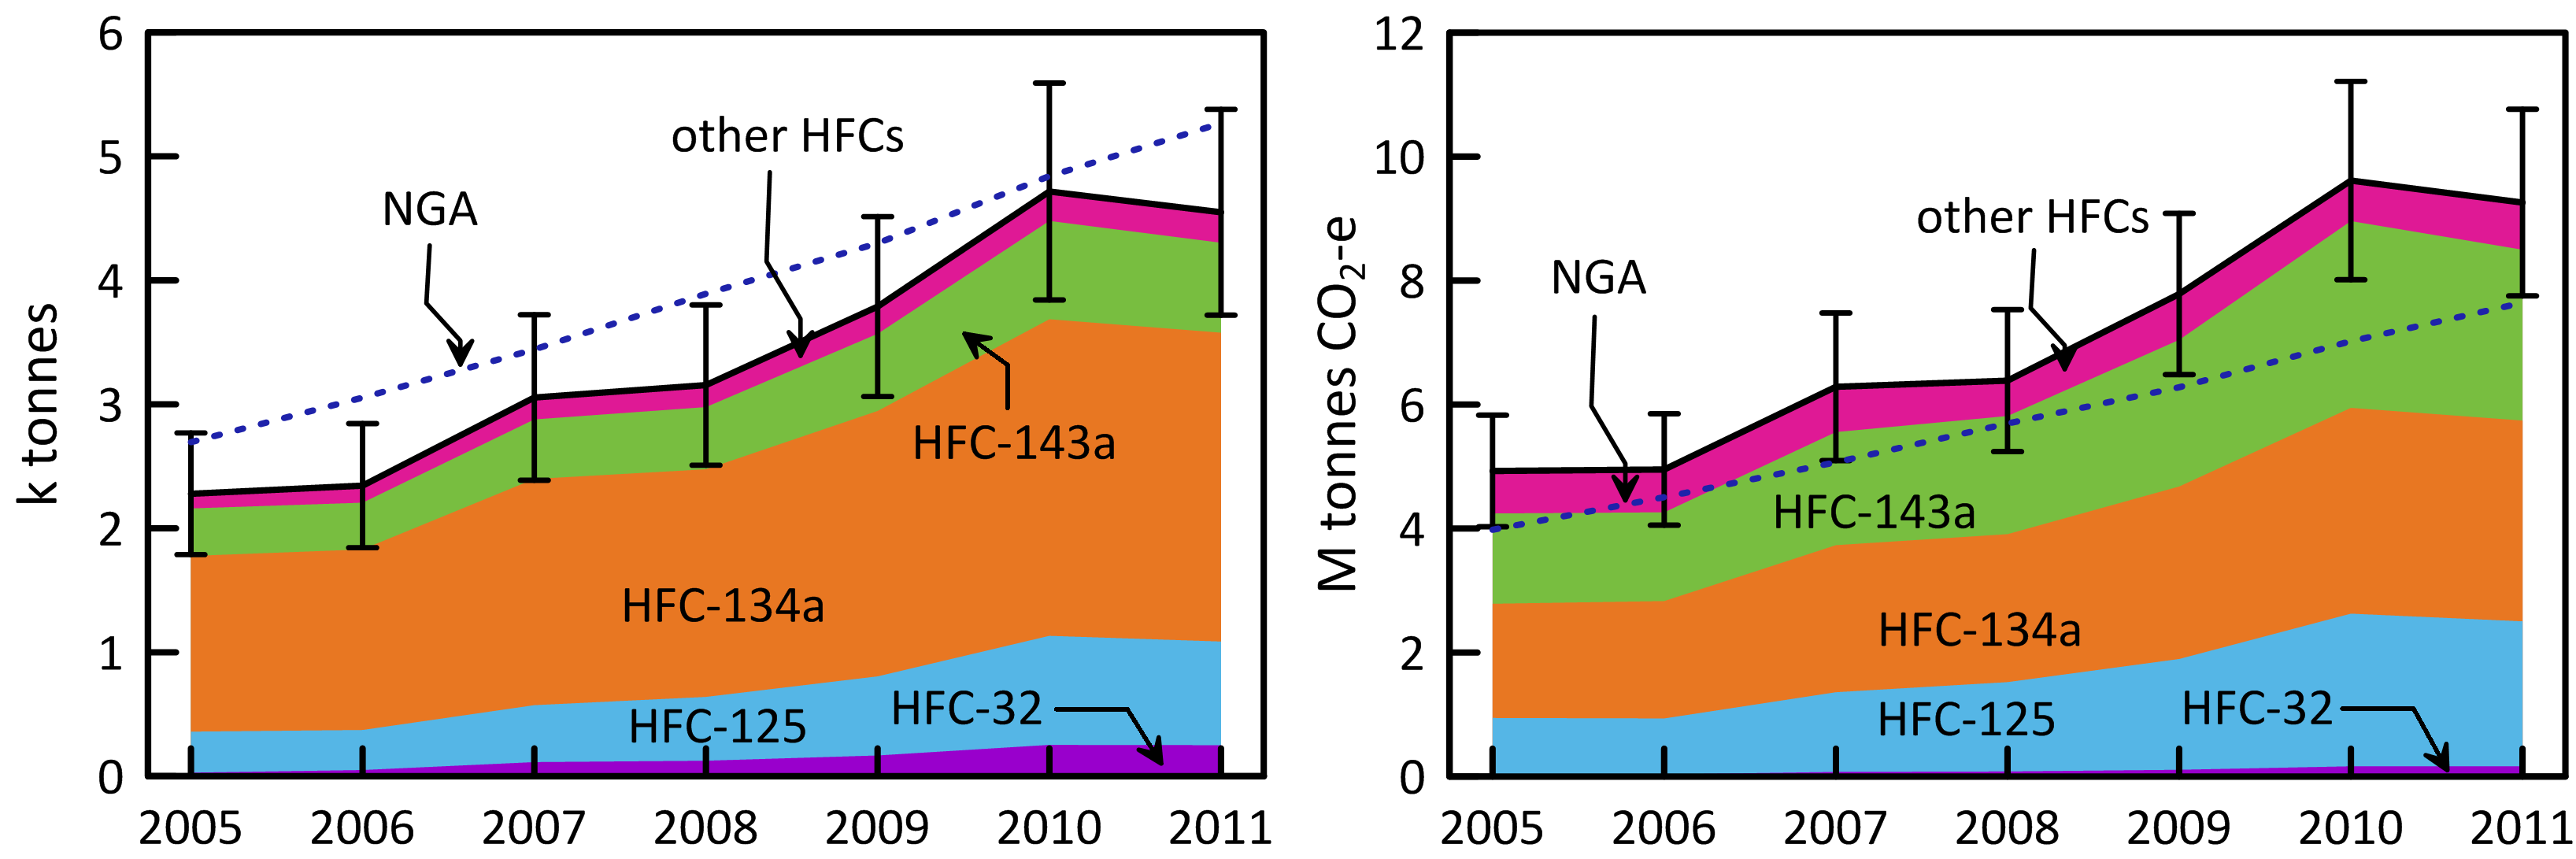 k tonnes
6
5
4
3
2
1
0
NGA
other HFCs
HFC-143a
HFC-134a
HFC-125
HFC-32
2005 2006 2007 2008 2009 2010 2011
M tonnes CO₂-e
12
10
8
6
4
2
0
other HFCs
NGA
HFC-143a
HFC-134a
HFC-125
HFC-32
2005 2006 2007 2008 2009 2010 2011